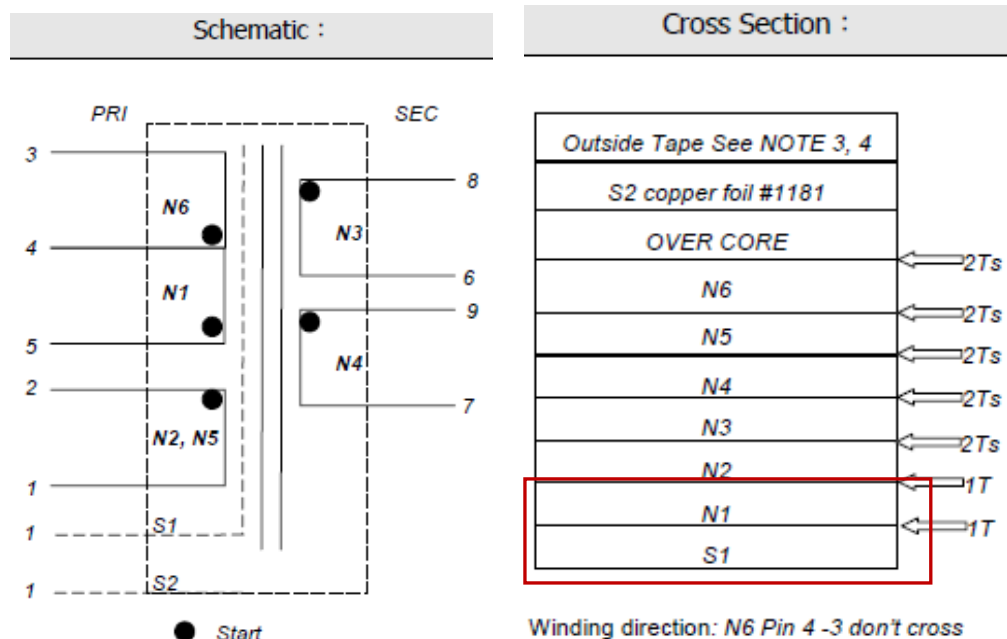 Schematic :
Cross Section :
PRI
SEC
3
N6
4
N1
5
2
N2, N5
1
1
S1
1
S2
8
N3
6
9
N4
7
● Start
Outside Tape See NOTE 3, 4
S2 copper foil #1181
OVER CORE
2Ts
N6
2Ts
N5
2Ts
N4
2Ts
N3
2Ts
N2
1T
N1
1T
S1
Winding direction: N6 Pin 4 -3 don't cross